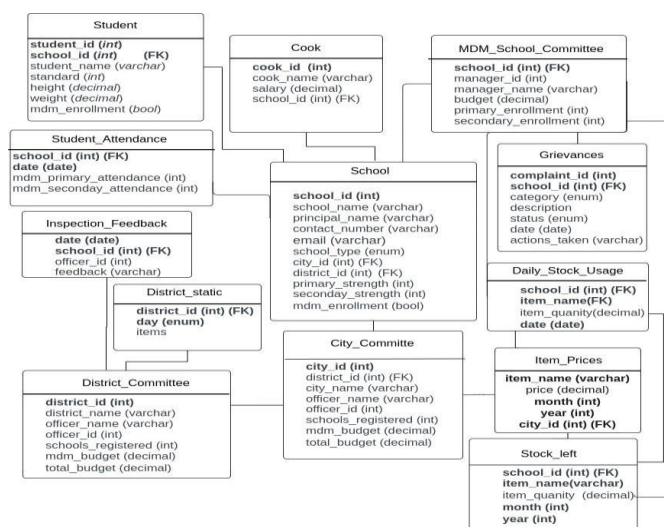 Student
student_id (int)
school_id (int) (FK)
student_name (varchar)
standard (int)
height (decimal)
weight (decimal)
mdm_enrollment (bool)
Cook
cook_id (int)
cook_name (varchar)
salary (decimal)
school_id (int) (FK)
MDM_School_Committee
school_id (int) (FK)
manager_id (int)
manager_name (varchar)
budget (decimal)
primary_enrollment (int)
secondary_enrollment (int)
Student_Attendance
school_id (int) (FK)
date (date)
mdm_primary_attendance (int)
mdm_seconday_attendance (int)
School
school_id (int)
school_name (varchar)
principal_name (varchar)
contact_number (varchar)
email (varchar)
school_type (enum)
city_id (int) (FK)
district_id (int) (FK)
primary_strength (int)
seconday_strength (int)
mdm_enrollment (bool)
Grievances
complaint_id (int)
school_id (int) (FK)
category (enum)
description
status (enum)
date (date)
actions_taken (varchar)
Inspection_Feedback
date (date)
school_id (int) (FK)
officer_id (int)
feedback (varchar)
District_static
district_id (int) (FK)
day (enum)
items
Daily_Stock_Usage
school_id (int) (FK)
item_name(FK)
item_quanity(decimal)
date (date)
District_Committee
district_id (int)
district_name (varchar)
officer_name (varchar)
officer_id (int)
schools_registered (int)
mdm_budget (decimal)
total_budget (decimal)
City_Committe
city_id (int)
district_id (int) (FK)
city_name (varchar)
officer_name (varchar)
officer_id (int)
schools_registered (int)
mdm_budget (decimal)
total_budget (decimal)
Item_Prices
item_name (varchar)
price (decimal)
month (int)
year (int)
city_id (int) (FK)
Stock_left
school_id (int) (FK)
item_name(varchar)
item_quanity (decimal)
month (int)
year (int)